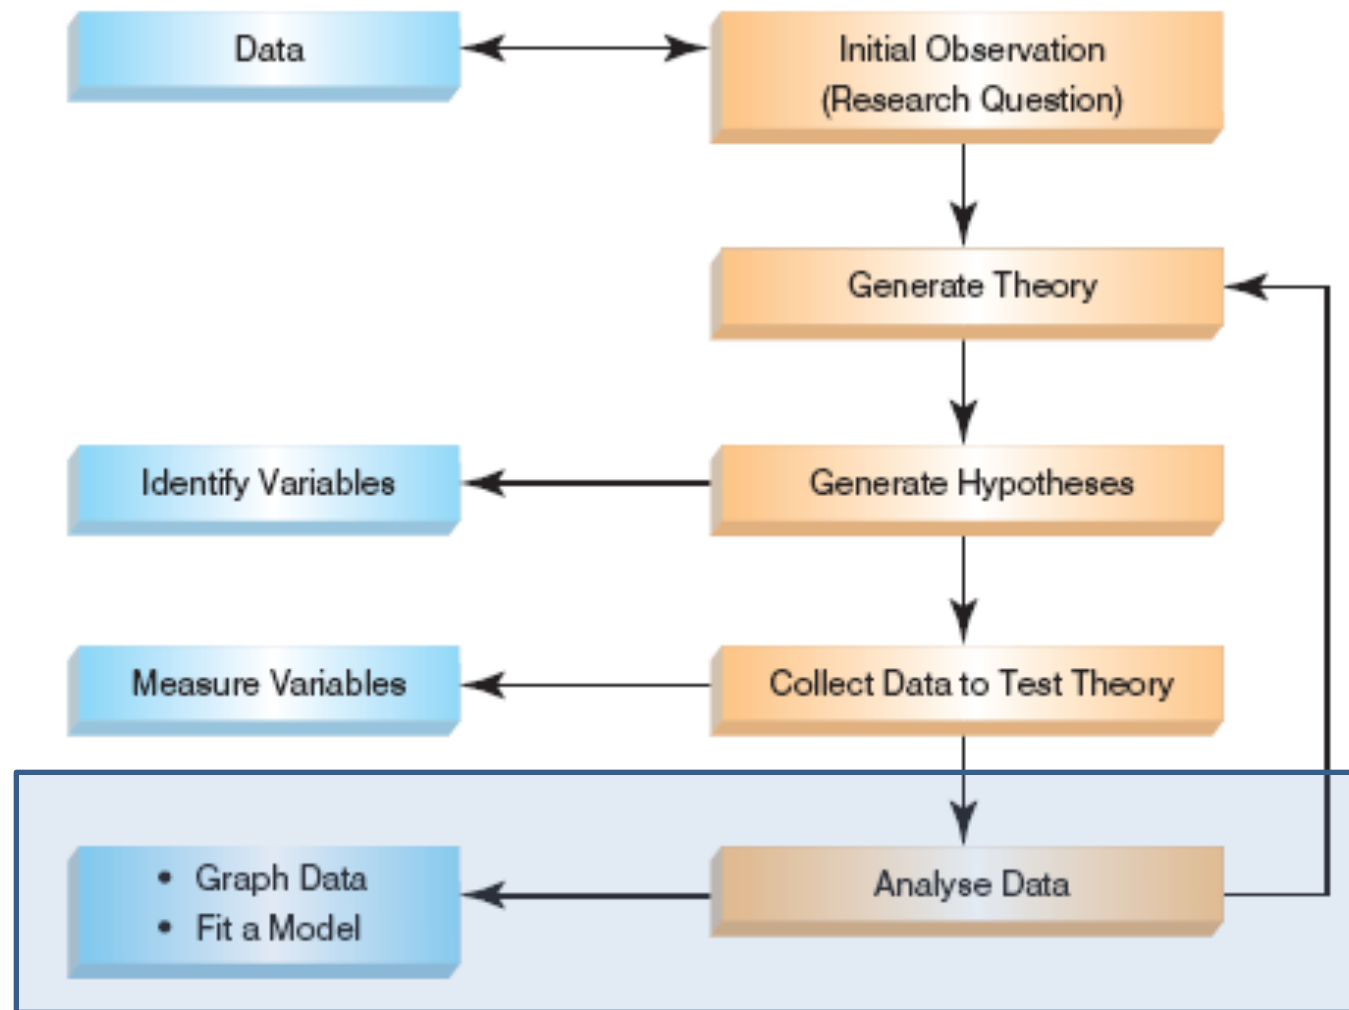 Data
Initial Observation
(Research Question)
Generate Theory
Identify Variables
Generate Hypotheses
Measure Variables
Collect Data to Test Theory
• Graph Data
• Fit a Model
Analyse Data